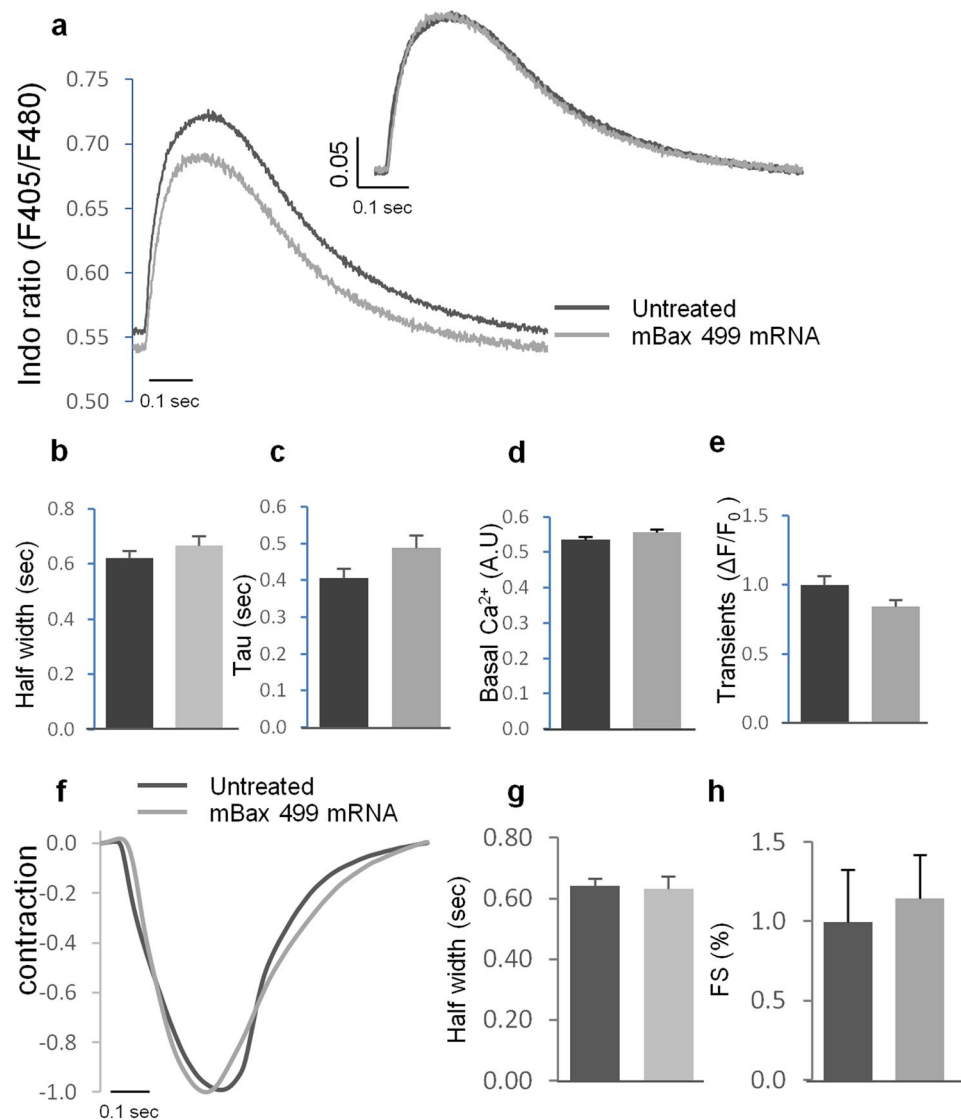 a
Indo ratio (F405/F480)
0.75
0.70
0.65
0.60
0.55
0.50
0.1 sec
0.05
0.1 sec
Untreated
mBax 499 mRNA
b
Half width (sec)
0.8
0.6
0.4
0.2
0.0
c
Tau (sec)
0.6
0.5
0.4
0.3
0.2
0.1
0.0
d
Basal Ca²⁺ (A.U)
0.6
0.5
0.4
0.3
0.2
0.1
0.0
e
Transients (ΔF/F₀)
1.5
1.0
0.5
0.0
f
Untreated
mBax 499 mRNA
contraction
0.0
-0.2
-0.4
-0.6
-0.8
-1.0
0.1 sec
g
Half width (sec)
0.80
0.60
0.40
0.20
0.00
h
FS (%)
1.5
1.0
0.5
0.0